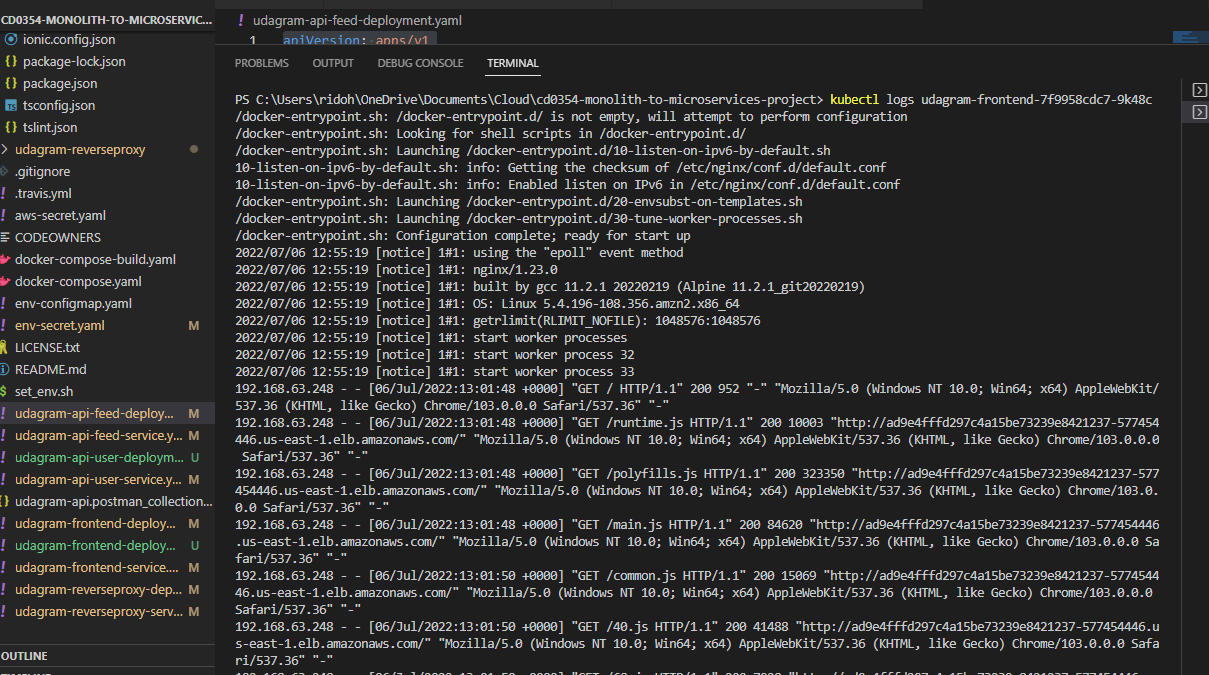 CD0354-MONOLITH-TO-MICROSERVIC...
ionic.config.json
{} package-lock.json
{} package.json
TS tsconfig.json
{} tslint.json
> udagram-reverseproxy
.gitignore
! .travis.yml
! aws-secret.yaml
CODEOWNERS
docker-compose-build.yaml
docker-compose.yaml
! env-configmap.yaml
! env-secret.yaml M
LICENSE.txt
README.md
$ set_env.sh
! udagram-api-feed-deploy... M
! udagram-api-feed-service.y... M
! udagram-api-user-deploym... U
! udagram-api-user-service.y... M
{} udagram-api.postman_collection...
! udagram-frontend-deploy... M
! udagram-frontend-deploy... U
! udagram-frontend-service.... M
! udagram-reverseproxy-dep... M
! udagram-reverseproxy-serv... M
OUTLINE
! udagram-api-feed-deployment.yaml
1 apiVersion: apps/v1
PROBLEMS OUTPUT DEBUG CONSOLE TERMINAL
PS C:\Users\ridoh\OneDrive\Documents\Cloud\cd0354-monolith-to-microservices-project> kubectl logs udagram-frontend-7f9958cdc7-9k48c
/docker-entrypoint.sh: /docker-entrypoint.d/ is not empty, will attempt to perform configuration
/docker-entrypoint.sh: Looking for shell scripts in /docker-entrypoint.d/
/docker-entrypoint.sh: Launching /docker-entrypoint.d/10-listen-on-ipv6-by-default.sh
10-listen-on-ipv6-by-default.sh: info: Getting the checksum of /etc/nginx/conf.d/default.conf
10-listen-on-ipv6-by-default.sh: info: Enabled listen on IPv6 in /etc/nginx/conf.d/default.conf
/docker-entrypoint.sh: Launching /docker-entrypoint.d/20-envsubst-on-templates.sh
/docker-entrypoint.sh: Launching /docker-entrypoint.d/30-tune-worker-processes.sh
/docker-entrypoint.sh: Configuration complete; ready for start up
2022/07/06 12:55:19 [notice] 1#1: using the "epoll" event method
2022/07/06 12:55:19 [notice] 1#1: nginx/1.23.0
2022/07/06 12:55:19 [notice] 1#1: built by gcc 11.2.1 20220219 (Alpine 11.2.1_git20220219)
2022/07/06 12:55:19 [notice] 1#1: OS: Linux 5.4.196-108.356.amzn2.x86_64
2022/07/06 12:55:19 [notice] 1#1: getrlimit(RLIMIT_NOFILE): 1048576:1048576
2022/07/06 12:55:19 [notice] 1#1: start worker processes
2022/07/06 12:55:19 [notice] 1#1: start worker process 32
2022/07/06 12:55:19 [notice] 1#1: start worker process 33
192.168.63.248 - - [06/Jul/2022:13:01:48 +0000] "GET / HTTP/1.1" 200 952 "-" "Mozilla/5.0 (Windows NT 10.0; Win64; x64) AppleWebKit/
537.36 (KHTML, like Gecko) Chrome/103.0.0.0 Safari/537.36" "-"
192.168.63.248 - - [06/Jul/2022:13:01:48 +0000] "GET /runtime.js HTTP/1.1" 200 10003 "http://ad9e4fffd297c4a15be73239e8421237-577454
446.us-east-1.elb.amazonaws.com/" "Mozilla/5.0 (Windows NT 10.0; Win64; x64) AppleWebKit/537.36 (KHTML, like Gecko) Chrome/103.0.0.0
Safari/537.36" "-"
192.168.63.248 - - [06/Jul/2022:13:01:48 +0000] "GET /polyfills.js HTTP/1.1" 200 323350 "http://ad9e4fffd297c4a15be73239e8421237-577
454446.us-east-1.elb.amazonaws.com/" "Mozilla/5.0 (Windows NT 10.0; Win64; x64) AppleWebKit/537.36 (KHTML, like Gecko) Chrome/103.0.
0.0 Safari/537.36" "-"
192.168.63.248 - - [06/Jul/2022:13:01:48 +0000] "GET /main.js HTTP/1.1" 200 84620 "http://ad9e4fffd297c4a15be73239e8421237-577454446
.us-east-1.elb.amazonaws.com/" "Mozilla/5.0 (Windows NT 10.0; Win64; x64) AppleWebKit/537.36 (KHTML, like Gecko) Chrome/103.0.0.0 Sa
fari/537.36" "-"
192.168.63.248 - - [06/Jul/2022:13:01:50 +0000] "GET /common.js HTTP/1.1" 200 15069 "http://ad9e4fffd297c4a15be73239e8421237-5774544
46.us-east-1.elb.amazonaws.com/" "Mozilla/5.0 (Windows NT 10.0; Win64; x64) AppleWebKit/537.36 (KHTML, like Gecko) Chrome/103.0.0.0
Safari/537.36" "-"
192.168.63.248 - - [06/Jul/2022:13:01:50 +0000] "GET /40.js HTTP/1.1" 200 41488 "http://ad9e4fffd297c4a15be73239e8421237-577454446.u
s-east-1.elb.amazonaws.com/" "Mozilla/5.0 (Windows NT 10.0; Win64; x64) AppleWebKit/537.36 (KHTML, like Gecko) Chrome/103.0.0.0 Safa
ri/537.36" "-"